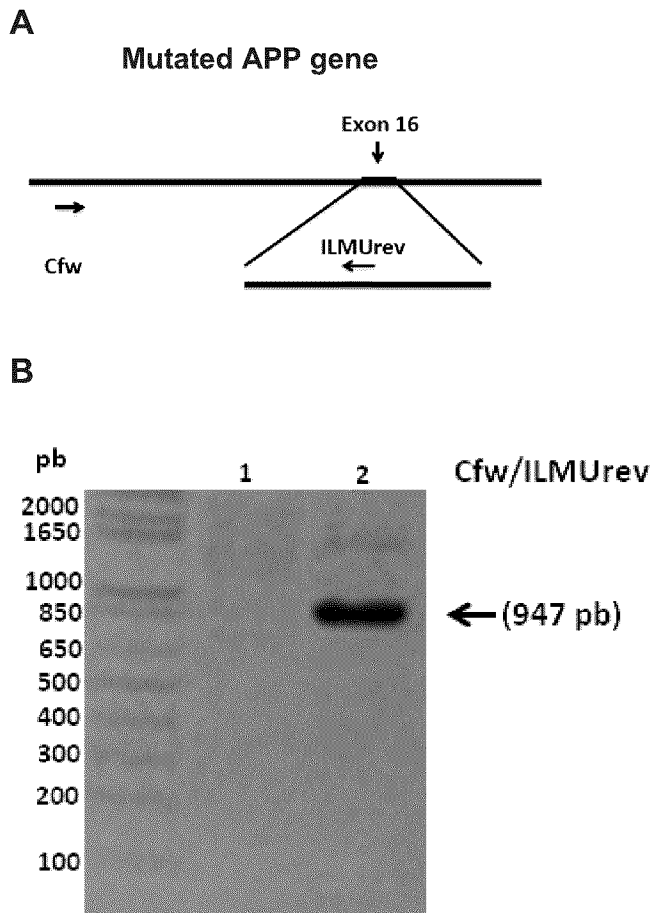 A
Mutated APP gene
Exon 16
Cfw
ILMUrev
B
pb
1 2
Cfw/ILMUrev
2000
1650
1000
850
650
500
400
300
200
100
(947 pb)